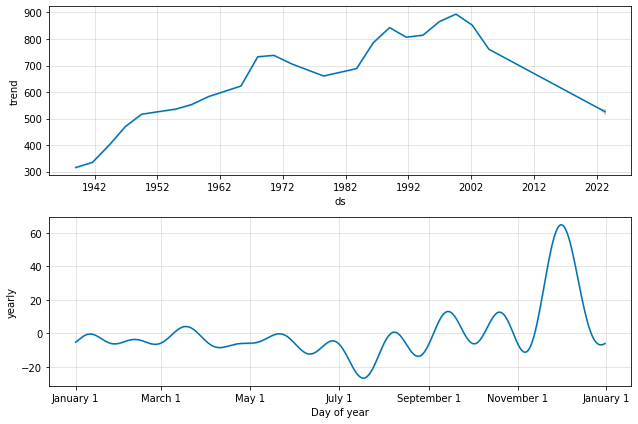 900
800
700
600
500
400
300
trend
1942 1952 1962 1972 1982 1992 2002 2012 2022
ds
60
40
20
0
−20
yearly
January 1 March 1 May 1 July 1 September 1 November 1 January 1
Day of year